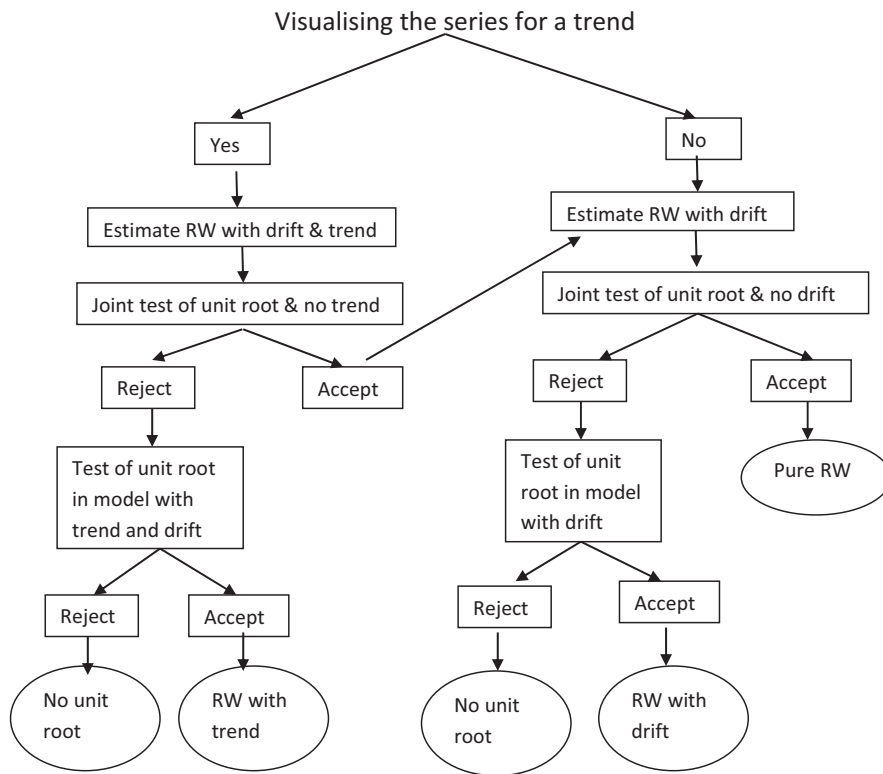 Visualising the series for a trend
Yes
No
Estimate RW with drift & trend
Estimate RW with drift
Joint test of unit root & no trend
Joint test of unit root & no drift
Reject
Accept
Reject
Accept
Test of unit root
in model with
trend and drift
Test of unit
root in model
with drift
Pure RW
Reject
Accept
Reject
Accept
No unit
root
RW with
trend
No unit
root
RW with
drift